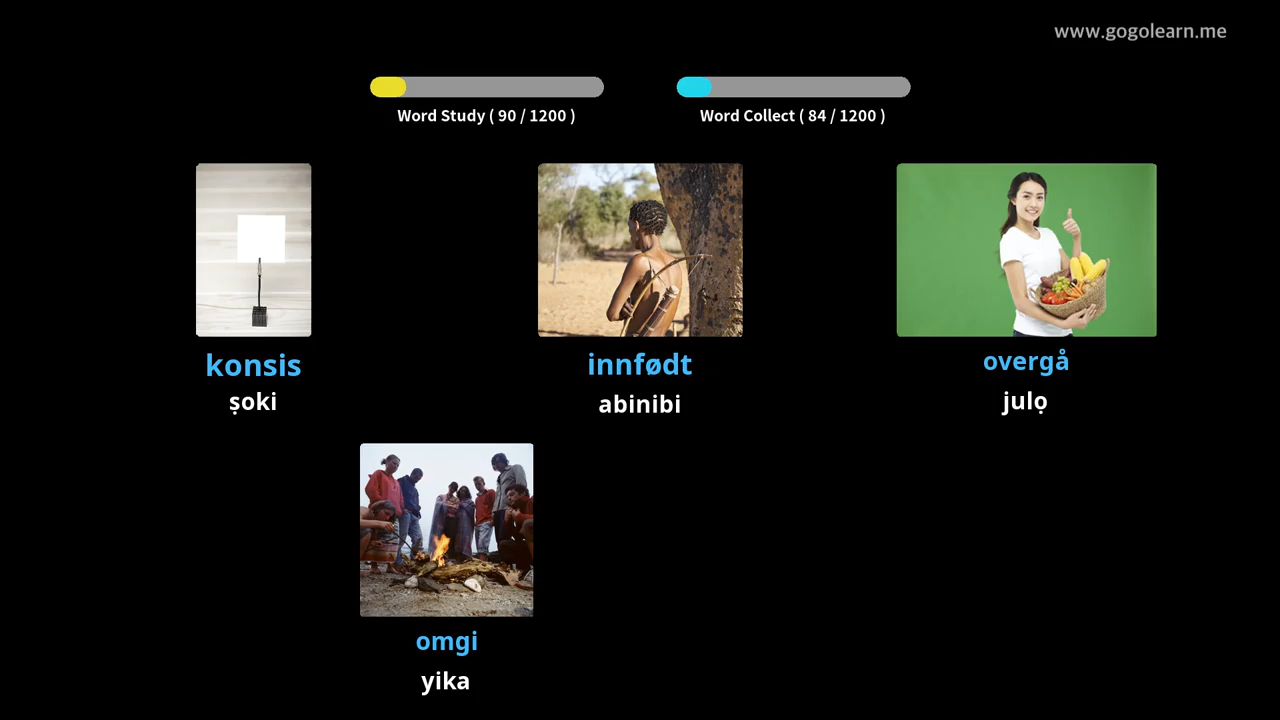 www.gogolearn.me
Word Study ( 90 / 1200 )
Word Collect ( 84 / 1200 )
konsis
ṣoki
innfødt
abinibi
overgå
julọ
omgi
yika